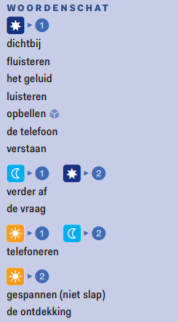 WOORDENSCHAT
1
dichtbij
fluisteren
het geluid
luisteren
opbellen
de telefoon
verstaan
1 2
verder af
de vraag
1 2
telefoneren
2
gespannen (niet slap)
de ontdekking